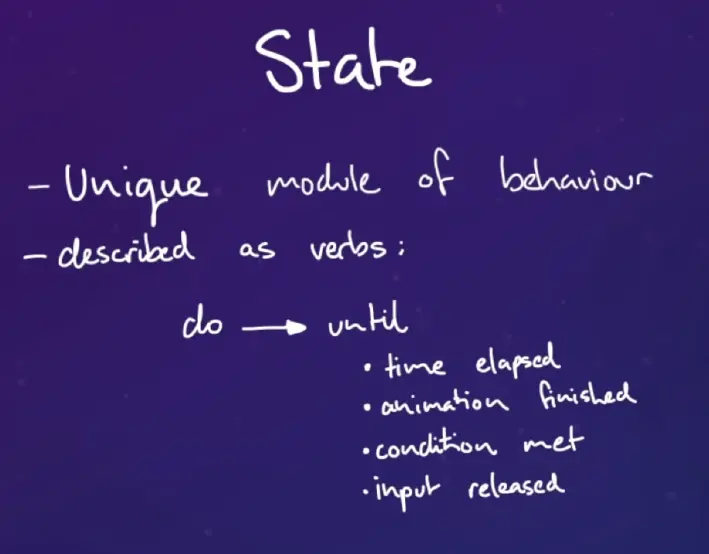 State
- Unique module of behaviour
- described as verbs:
do → until
• time elapsed
• animation finished
• condition met
• input released